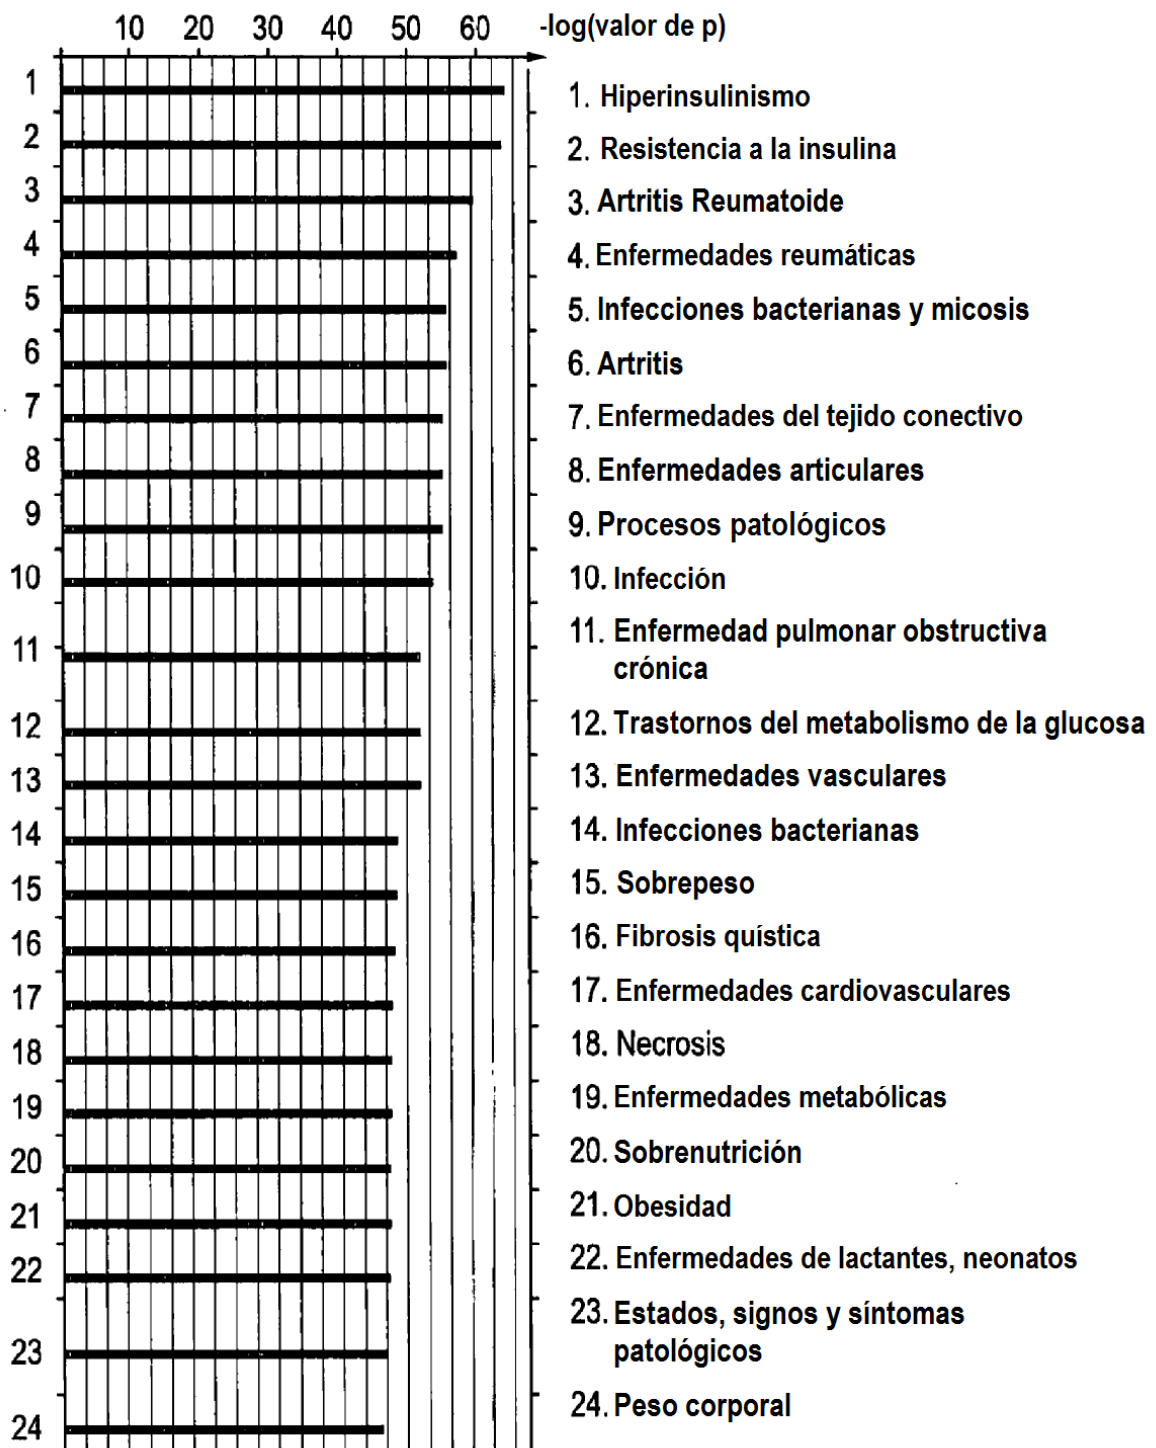 10 20 30 40 50 60 -log(valor de p)
1 1. Hiperinsulinismo
2 2. Resistencia a la insulina
3 3. Artritis Reumatoide
4 4. Enfermedades reumáticas
5 5. Infecciones bacterianas y micosis
6 6. Artritis
7 7. Enfermedades del tejido conectivo
8 8. Enfermedades articulares
9 9. Procesos patológicos
10 10. Infección
11 11. Enfermedad pulmonar obstructiva
crónica
12 12. Trastornos del metabolismo de la glucosa
13 13. Enfermedades vasculares
14 14. Infecciones bacterianas
15 15. Sobrepeso
16 16. Fibrosis quística
17 17. Enfermedades cardiovasculares
18 18. Necrosis
19 19. Enfermedades metabólicas
20 20. Sobrenutrición
21 21. Obesidad
22 22. Enfermedades de lactantes, neonatos
23 23. Estados, signos y síntomas
patológicos
24 24. Peso corporal